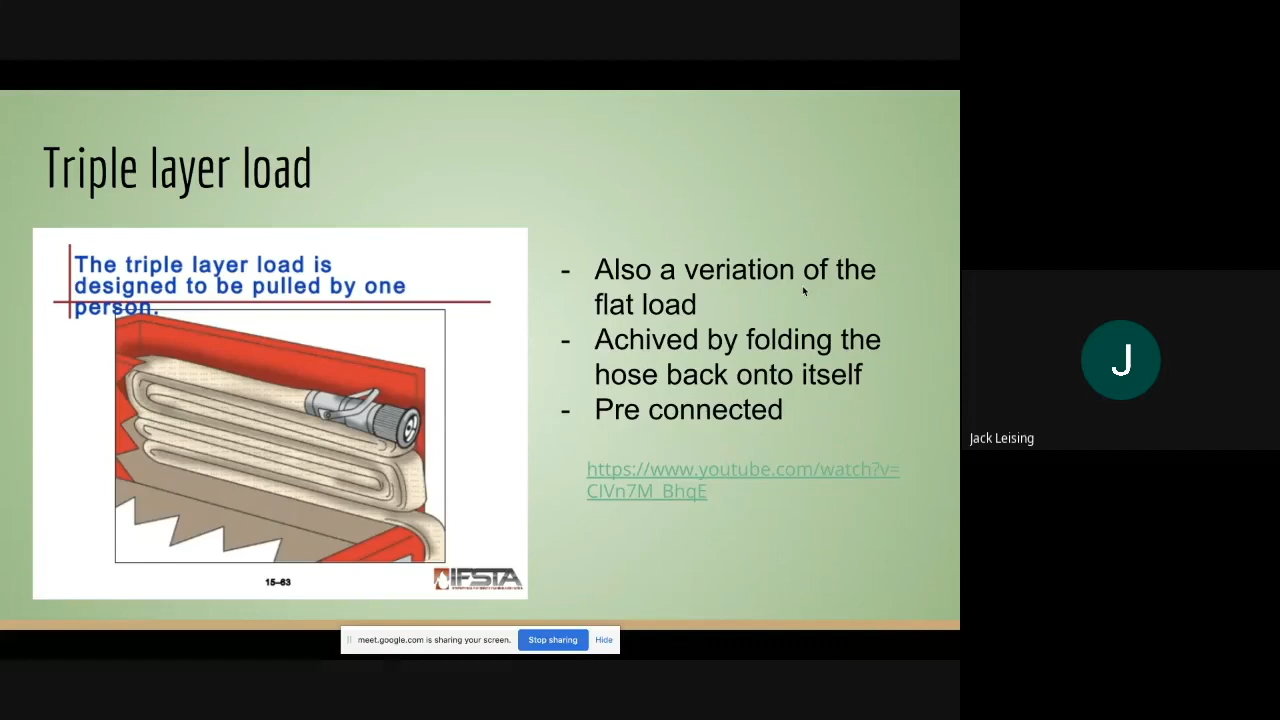 Triple layer load
The triple layer load is
designed to be pulled by one
person.
15-63
IFSTA
- Also a veriation of the
flat load
- Achived by folding the
hose back onto itself
- Pre connected
https://www.youtube.com/watch?v=
CIVn7M_BhqE
meet.google.com is sharing your screen.
Stop sharing
Hide
J
Jack Leising